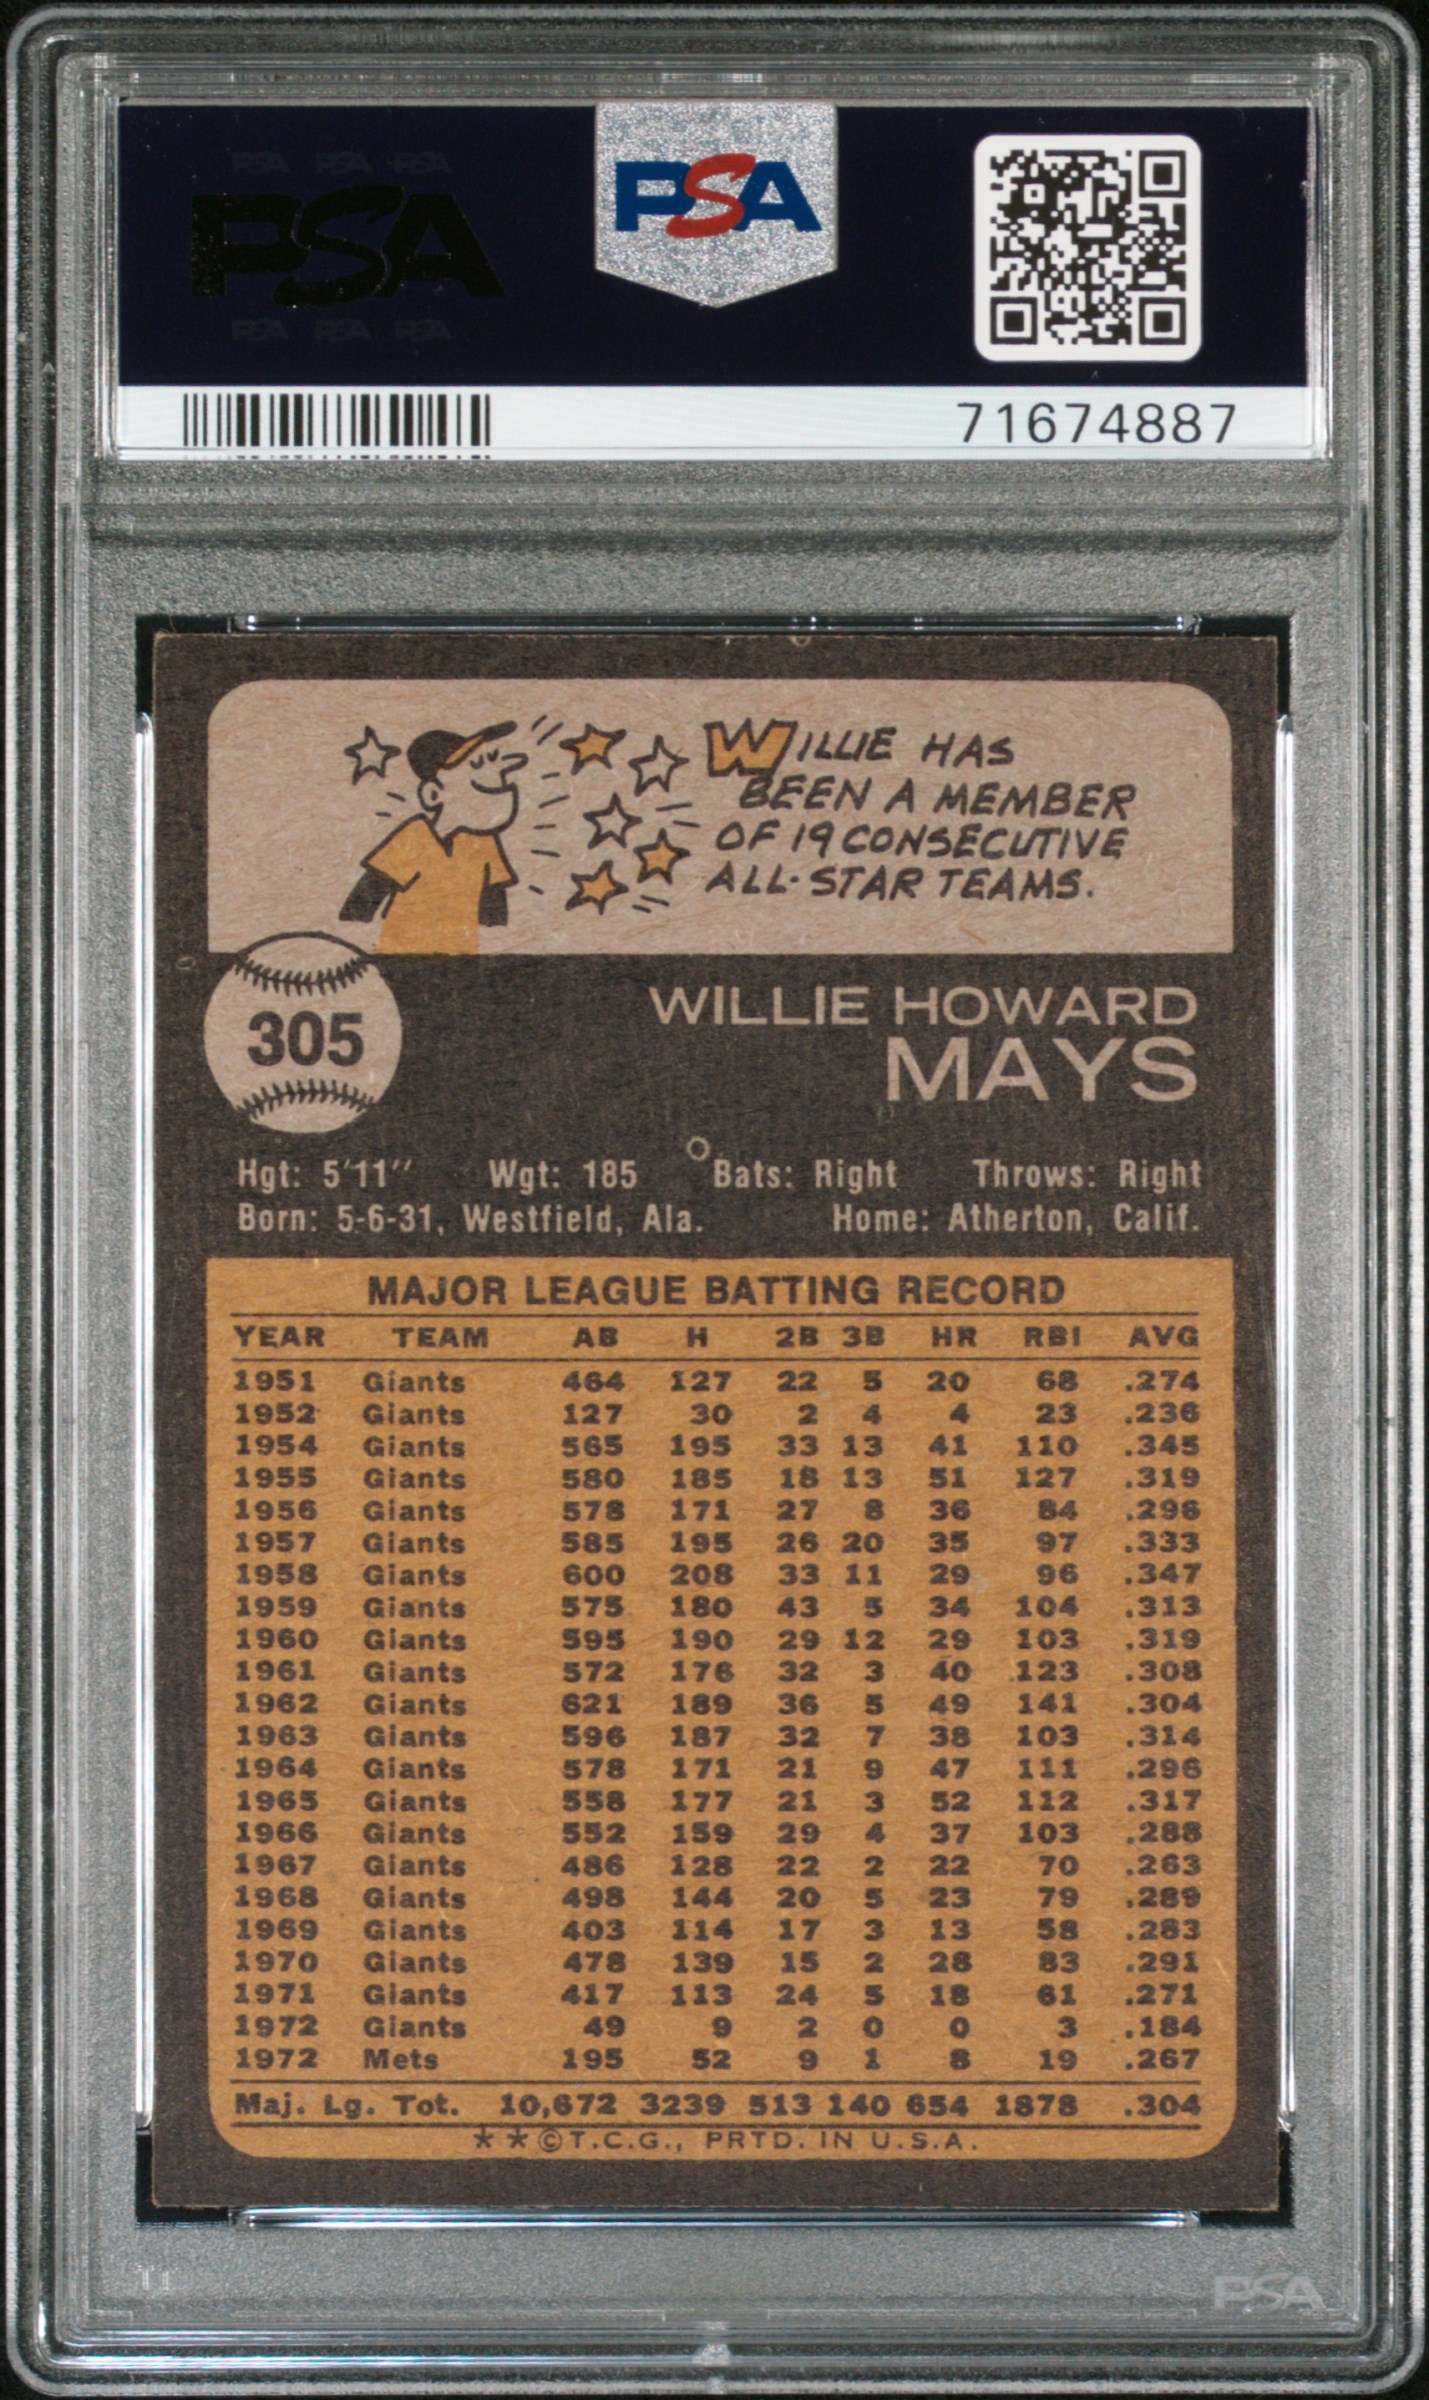 PSA PSA PSA
PSA
PSA PSA PSA
PSA
71674887
WILLIE HAS
BEEN A MEMBER
OF 19 CONSECUTIVE
ALL-STAR TEAMS.
305
WILLIE HOWARD
MAYS
Hgt: 5'11" Wgt: 185 Bats: Right Throws: Right
Born: 5-6-31, Westfield, Ala. Home: Atherton, Calif.
MAJOR LEAGUE BATTING RECORD
YEAR TEAM AB H 2B 3B HR RBI AVG
1951 Giants 464 127 22 5 20 68 .274
1952 Giants 127 30 2 4 4 23 .236
1954 Giants 565 195 33 13 41 110 .345
1955 Giants 580 185 18 13 51 127 .319
1956 Giants 578 171 27 8 36 84 .296
1957 Giants 585 195 26 20 35 97 .333
1958 Giants 600 208 33 11 29 96 .347
1959 Giants 575 180 43 5 34 104 .313
1960 Giants 595 190 29 12 29 103 .319
1961 Giants 572 176 32 3 40 123 .308
1962 Giants 621 189 36 5 49 141 .304
1963 Giants 596 187 32 7 38 103 .314
1964 Giants 578 171 21 9 47 111 .296
1965 Giants 558 177 21 3 52 112 .317
1966 Giants 552 159 29 4 37 103 .288
1967 Giants 486 128 22 2 22 70 .263
1968 Giants 498 144 20 5 23 79 .289
1969 Giants 403 114 17 3 13 58 .283
1970 Giants 478 139 15 2 28 83 .291
1971 Giants 417 113 24 5 18 61 .271
1972 Giants 49 9 2 0 0 3 .184
1972 Mets 195 52 9 1 8 19 .267
Maj. Lg. Tot. 10,672 3239 513 140 654 1878 .304
**©T.C.G., PRTD. IN U.S.A.
PSA